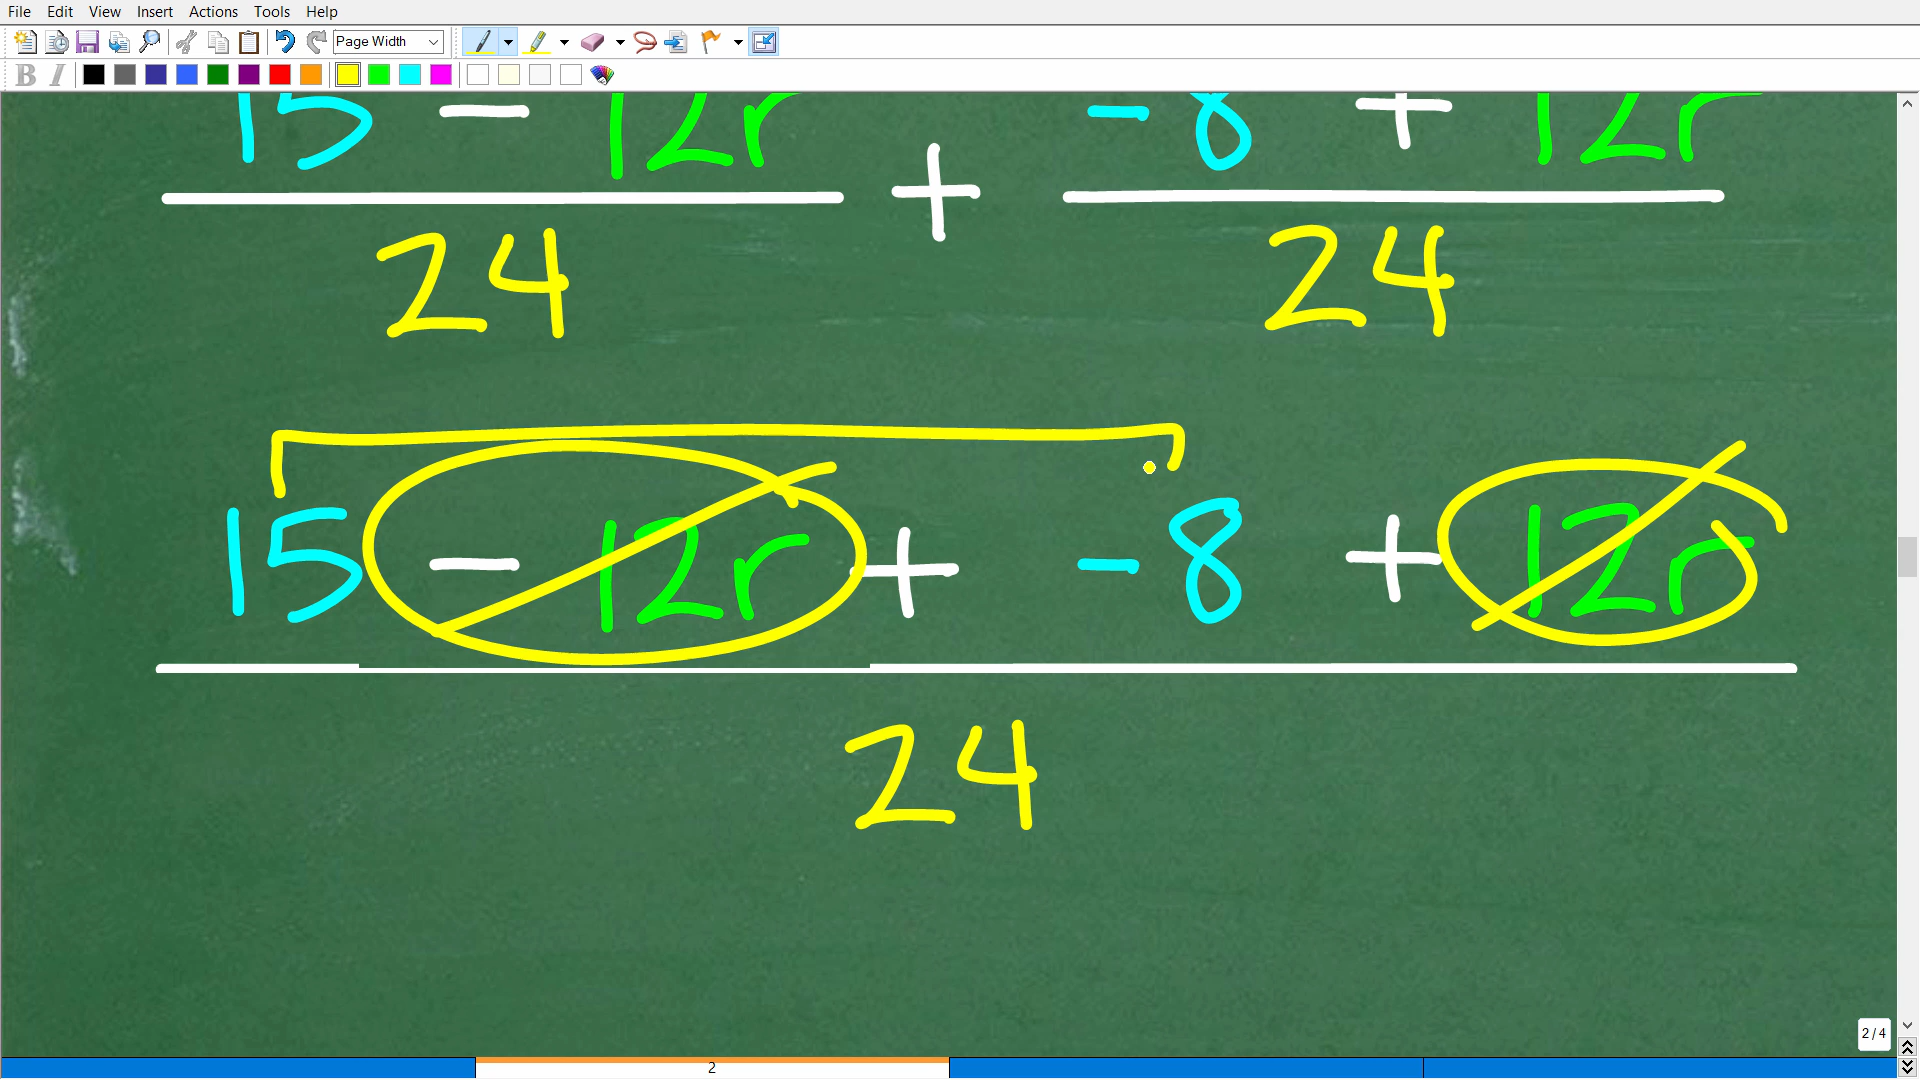 File Edit View Insert Actions Tools Help
Page Width
B I
15 - 12r + -8 + 12r
24 24
15 - 12r + -8 + 12r
24
2 / 4
2